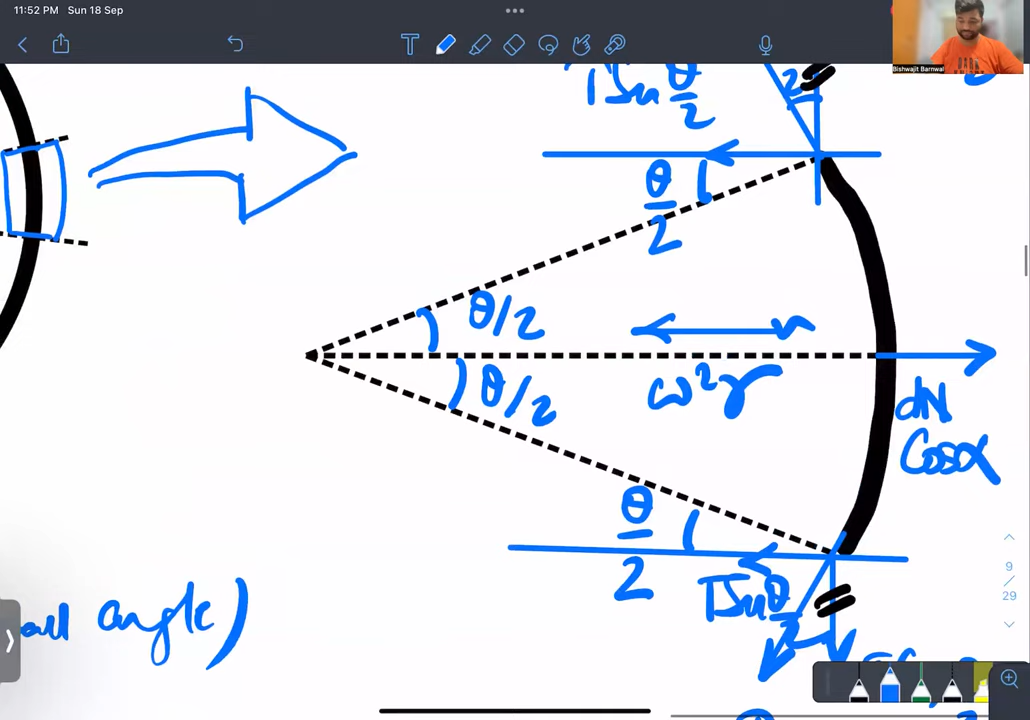 11:52 PM Sun 18 Sep
Bishwajit Barnwal
T Sin θ/2
θ/2
θ/2
θ/2
ω²r
dN
Cosα
θ/2
T Sin θ/2
angle)
9
/
29